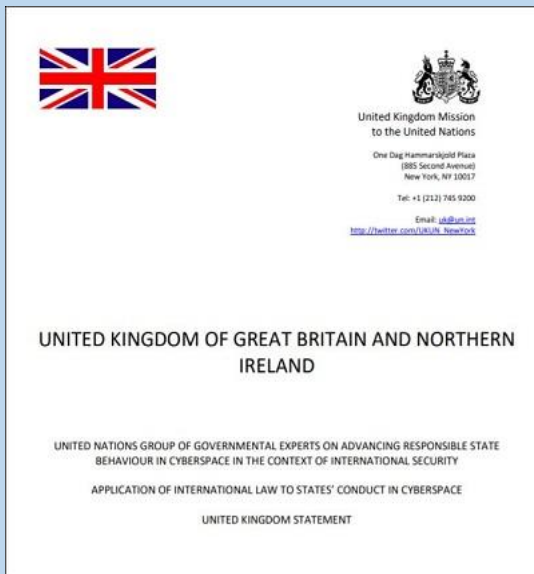 United Kingdom Mission
to the United Nations
One Dag Hammarskjold Plaza
(885 Second Avenue)
New York, NY 10017
Tel: +1 (212) 745 9200
Email: uk@un.int
http://twitter.com/UKUN_NewYork
UNITED KINGDOM OF GREAT BRITAIN AND NORTHERN
IRELAND
UNITED NATIONS GROUP OF GOVERNMENTAL EXPERTS ON ADVANCING RESPONSIBLE STATE
BEHAVIOUR IN CYBERSPACE IN THE CONTEXT OF INTERNATIONAL SECURITY
APPLICATION OF INTERNATIONAL LAW TO STATES' CONDUCT IN CYBERSPACE
UNITED KINGDOM STATEMENT